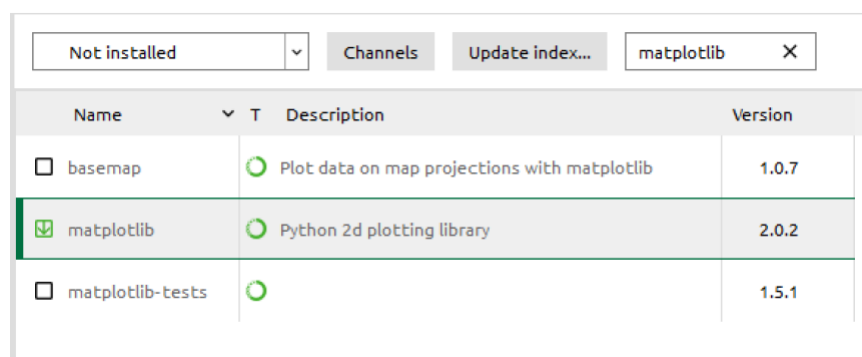 Not installed Channels Update index... matplotlib
Name T Description Version
basemap Plot data on map projections with matplotlib 1.0.7
matplotlib Python 2d plotting library 2.0.2
matplotlib-tests 1.5.1